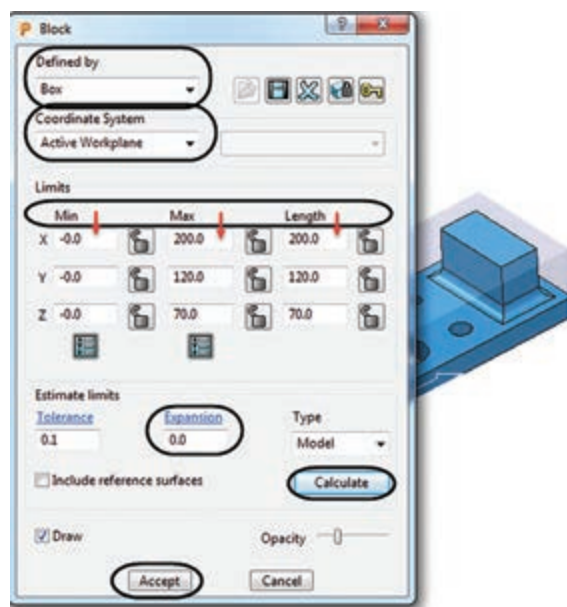 Block
Defined by
Box
Coordinate System
Active Workplane
Limits
Min Max Length
X -0.0 200.0 200.0
Y -0.0 120.0 120.0
Z -0.0 70.0 70.0
Estimate limits
Tolerance Expansion Type
0.1 0.0 Model
Include reference surfaces Calculate
Draw Opacity
Accept Cancel